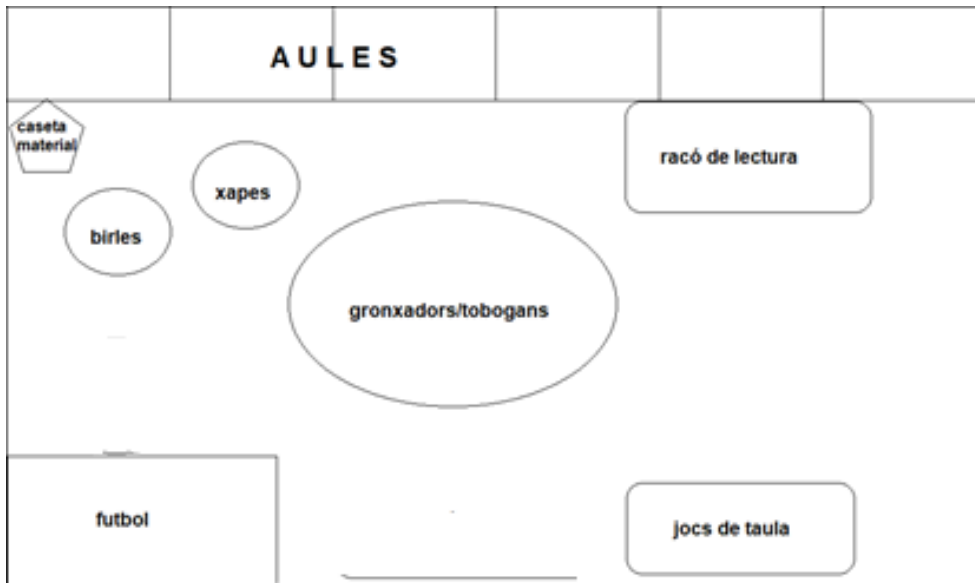 AULES
caseta
material
xapes
birles
racó de lectura
gronxadors/tobogans
futbol
jocs de taula